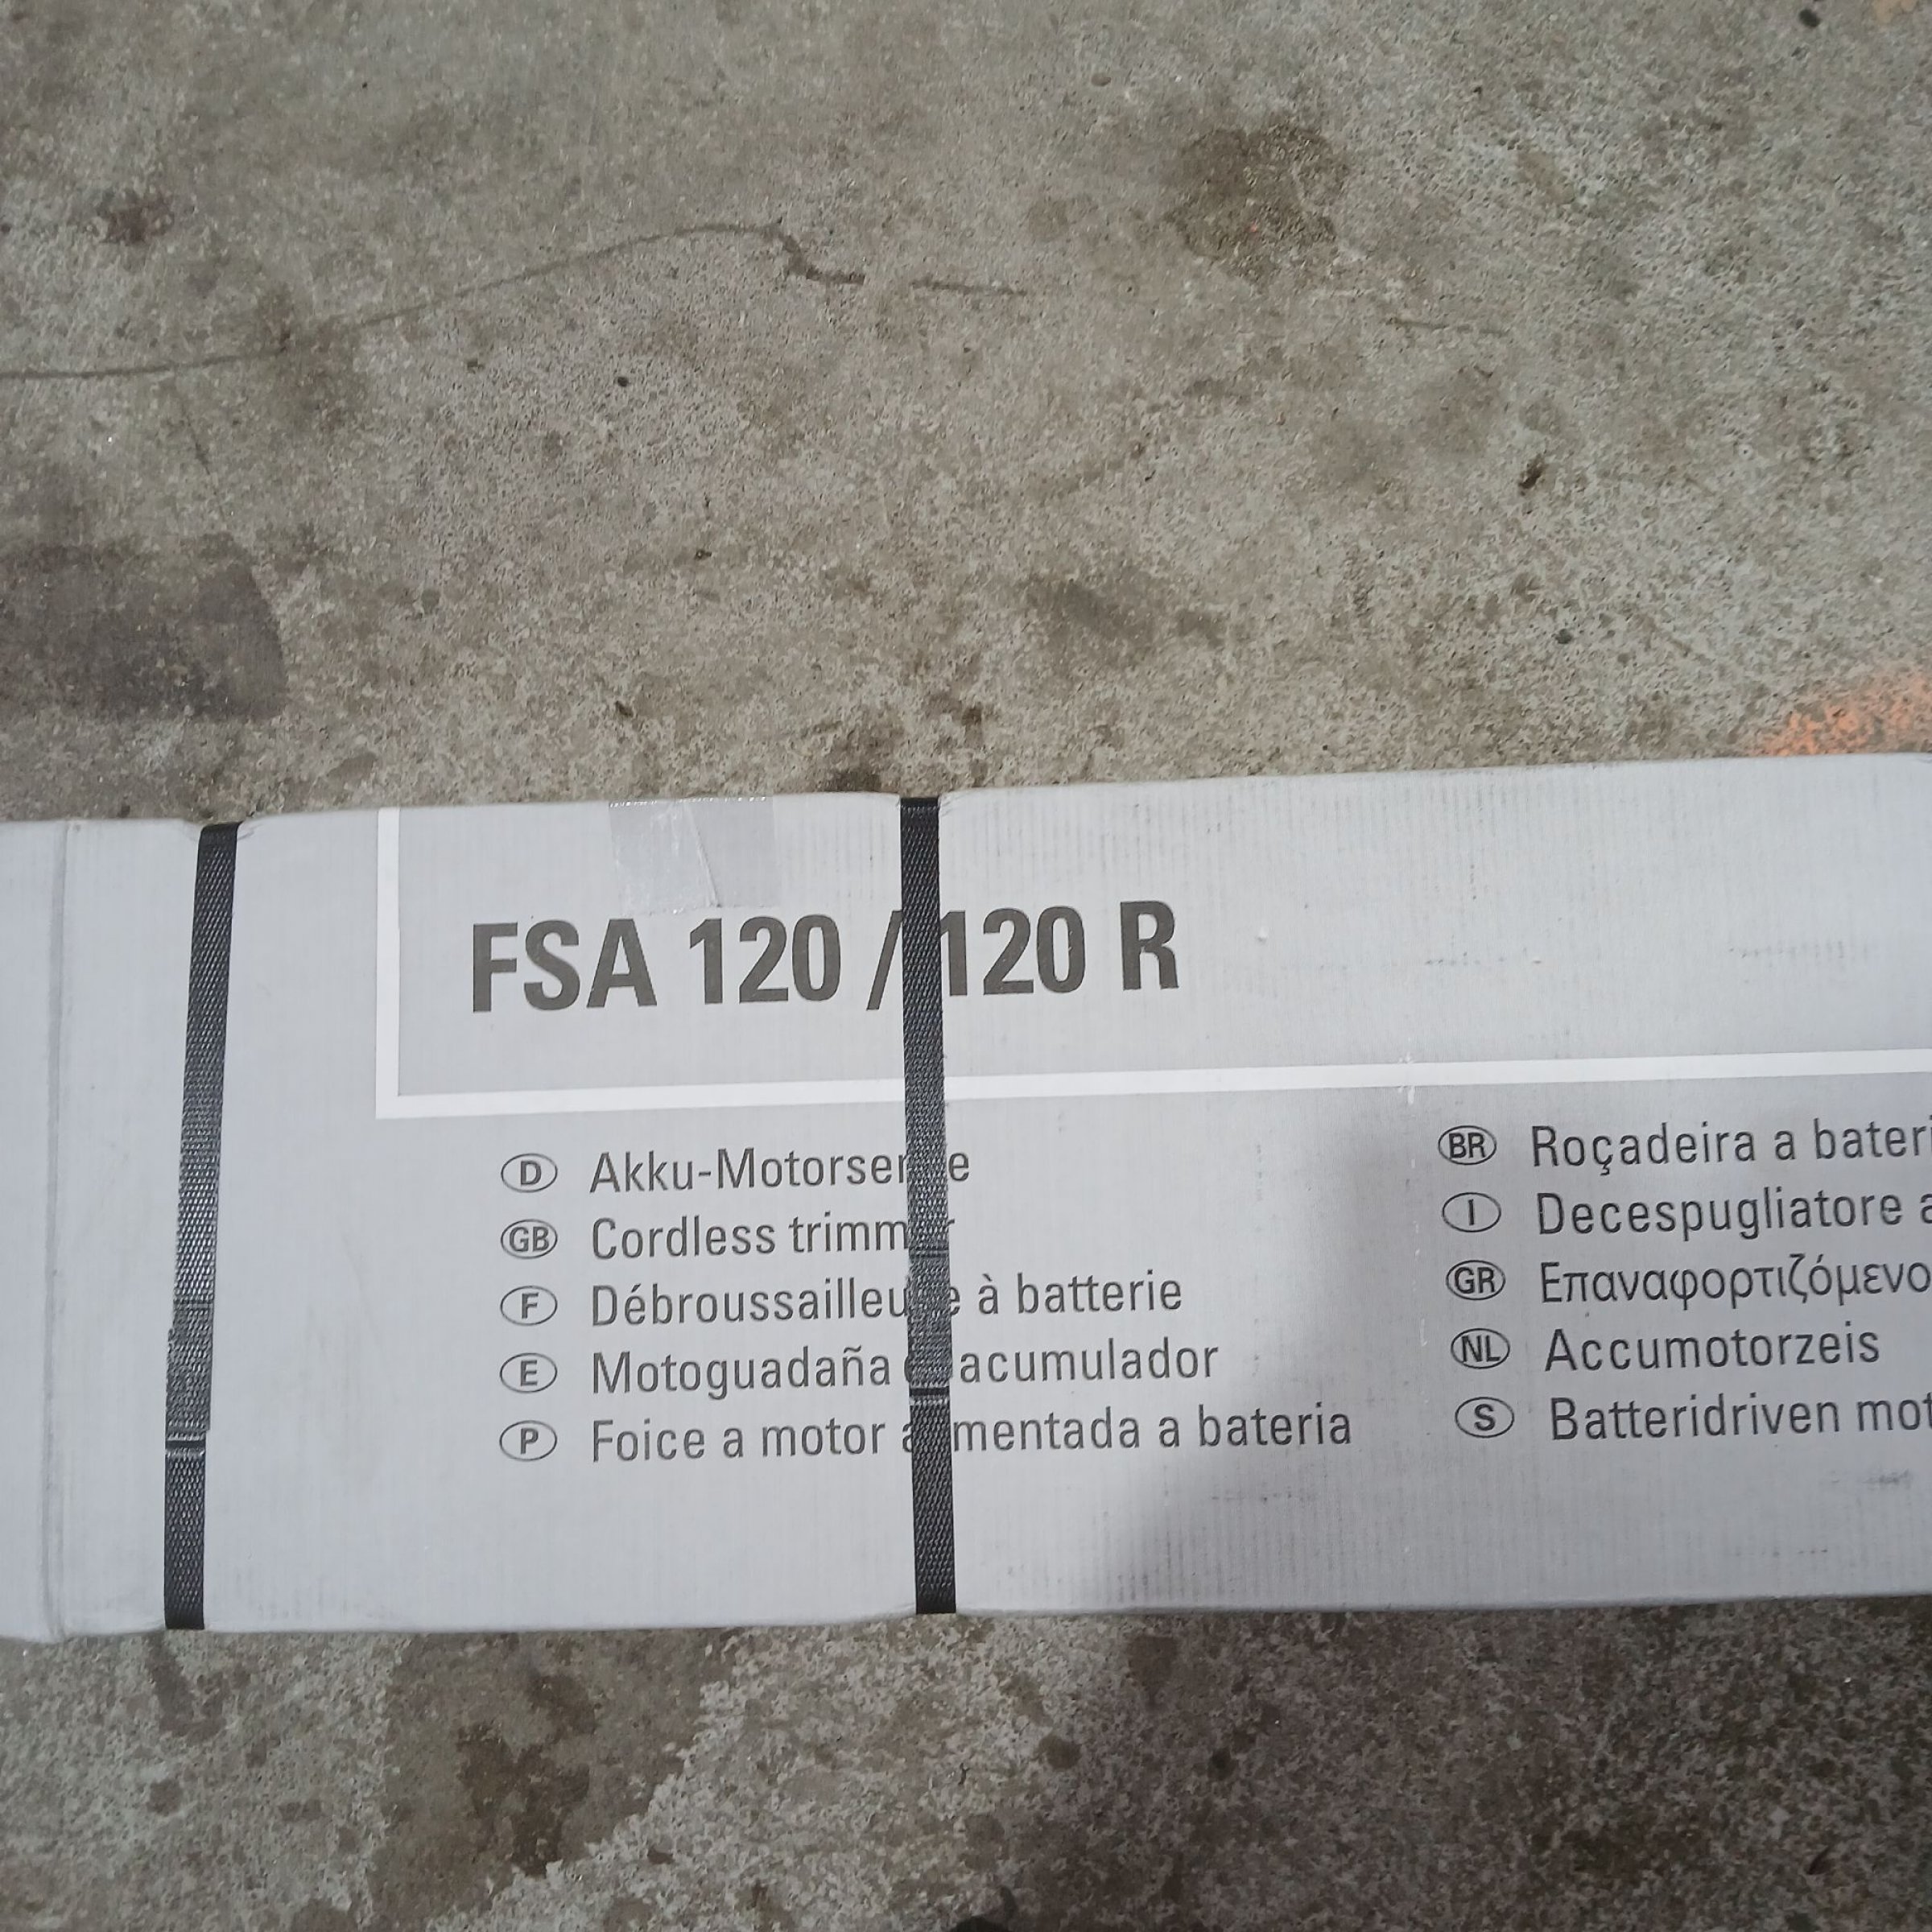 FSA 120 / 120 R
D Akku-Motorsense
GB Cordless trimmer
F Débroussailleuse à batterie
E Motoguadaña acumulador
P Foice a motor alimentada a bateria
BR Roçadeira a
I Decespugliatore
GR
NL Accumotorzeis
S Batteridriven